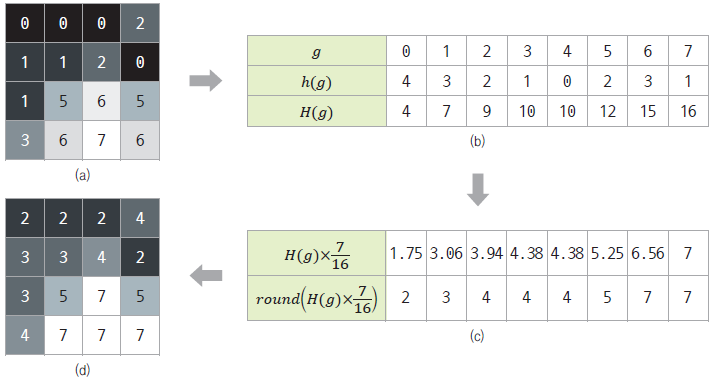 0 0 0 2
1 1 2 0
1 5 6 5
3 6 7 6
(a)
g 0 1 2 3 4 5 6 7
h(g) 4 3 2 1 0 2 3 1
H(g) 4 7 9 10 10 12 15 16
(b)
H(g)×7/16 1.75 3.06 3.94 4.38 4.38 5.25 6.56 7
round(H(g)×7/16) 2 3 4 4 4 5 7 7
(c)
2 2 2 4
3 3 4 2
3 5 7 5
4 7 7 7
(d)